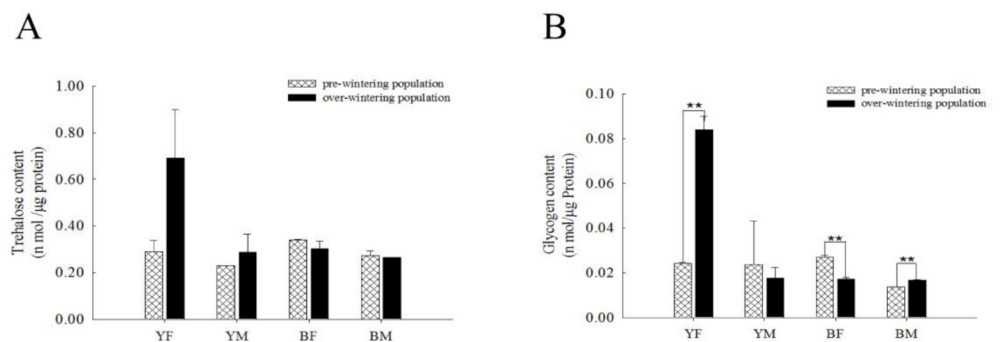 A
pre-wintering population
over-wintering population
Trehalose content
(n mol /μg protein)
1.00
0.80
0.60
0.40
0.20
0.00
YF YM BF BM
B
pre-wintering population
over-wintering population
Glycogen content
(n mol/μg Protein)
0.10
0.08
0.06
0.04
0.02
0.00
**
**
**
YF YM BF BM